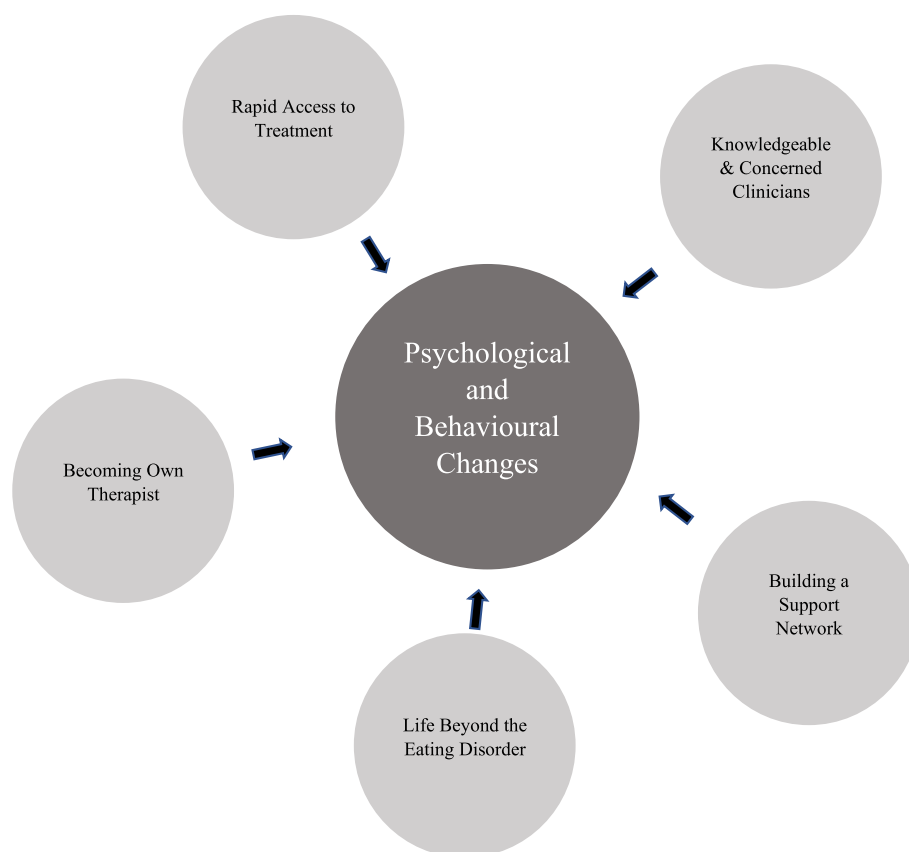 Rapid Access to
Treatment
Knowledgeable
& Concerned
Clinicians
Psychological
and
Behavioural
Changes
Becoming Own
Therapist
Building a
Support
Network
Life Beyond the
Eating Disorder